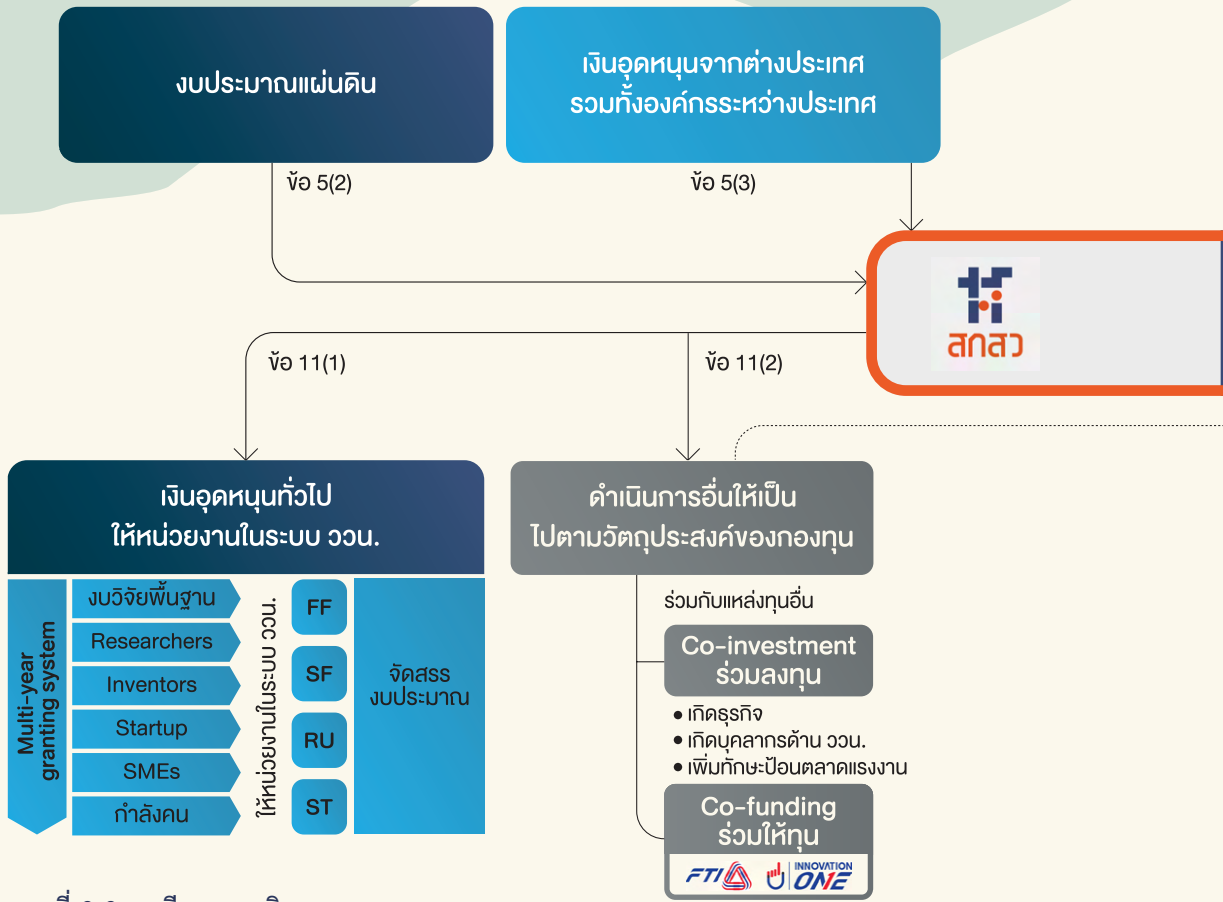 งบประมาณแผ่นดิน
เงินอุดหนุนจากต่างประเทศ
รวมทั้งองค์กรระหว่างประเทศ
ข้อ 5(2)
ข้อ 5(3)
สกสว
ข้อ 11(1)
ข้อ 11(2)
เงินอุดหนุนทั่วไป
ให้หน่วยงานในระบบ ววน.
Multi-year
granting system
งบวิจัยพื้นฐาน
Researchers
Inventors
Startup
SMEs
กำลังคน
ให้หน่วยงานในระบบ ววน.
FF
SF
RU
ST
จัดสรร
งบประมาณ
ดำเนินการอื่นให้เป็น
ไปตามวัตถุประสงค์ของกองทุน
ร่วมกับแหล่งทุนอื่น
Co-investment
ร่วมลงทุน
• เกิดธุรกิจ
• เกิดบุคลากรด้าน ววน.
• เพิ่มทักษะป้อนตลาดแรงงาน
Co-funding
ร่วมให้ทุน
FTI
INNOVATION
ONE